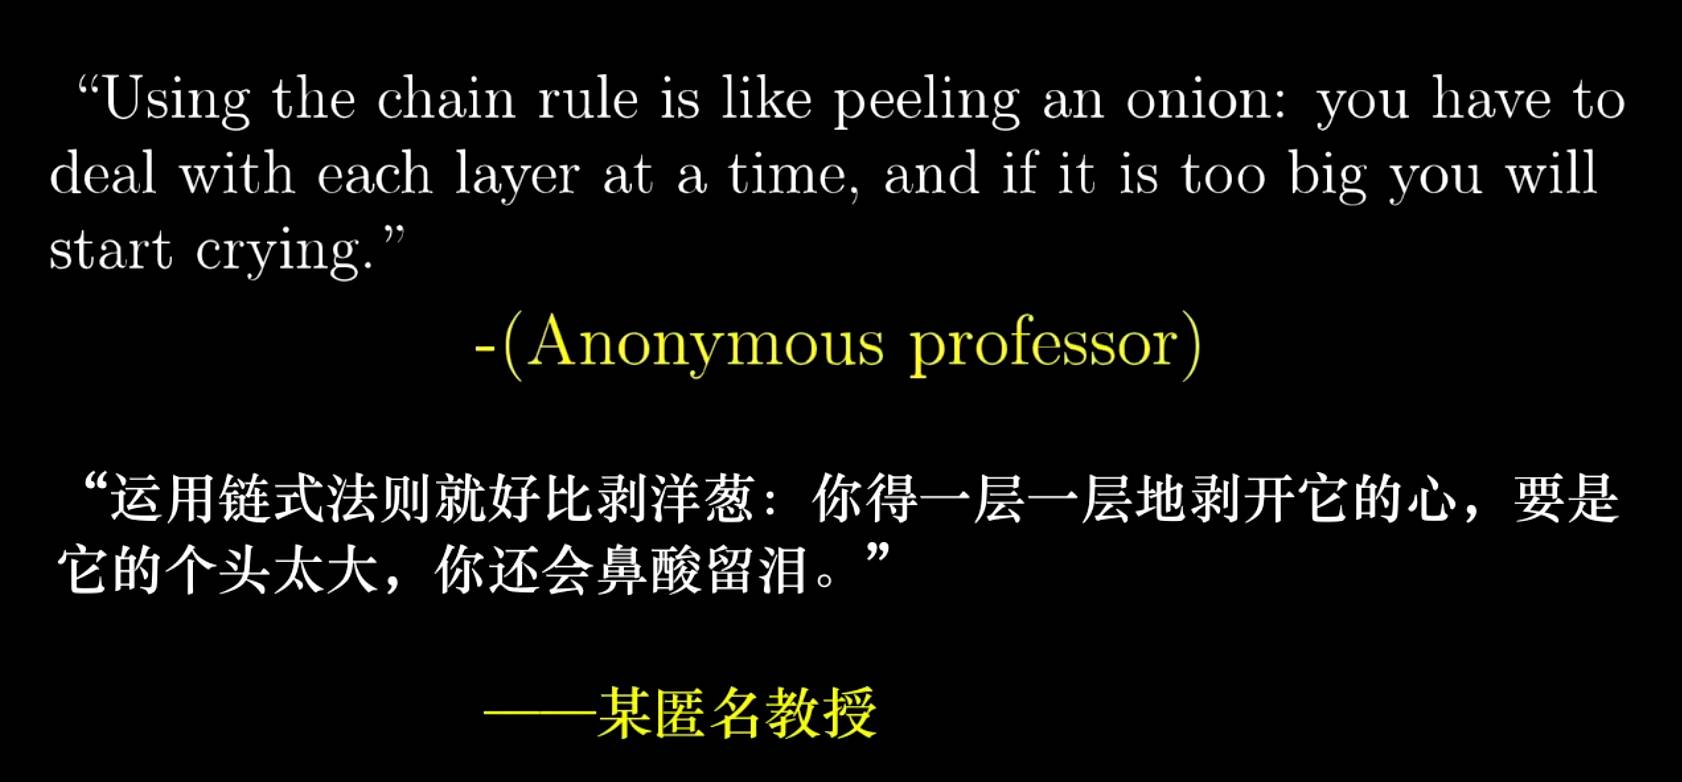 “Using the chain rule is like peeling an onion: you have to
deal with each layer at a time, and if it is too big you will
start crying.”
-(Anonymous professor)
“运用链式法则就好比剥洋葱：你得一层一层地剥开它的心，要是
它的个头太大，你还会鼻酸留泪。”
——某匿名教授